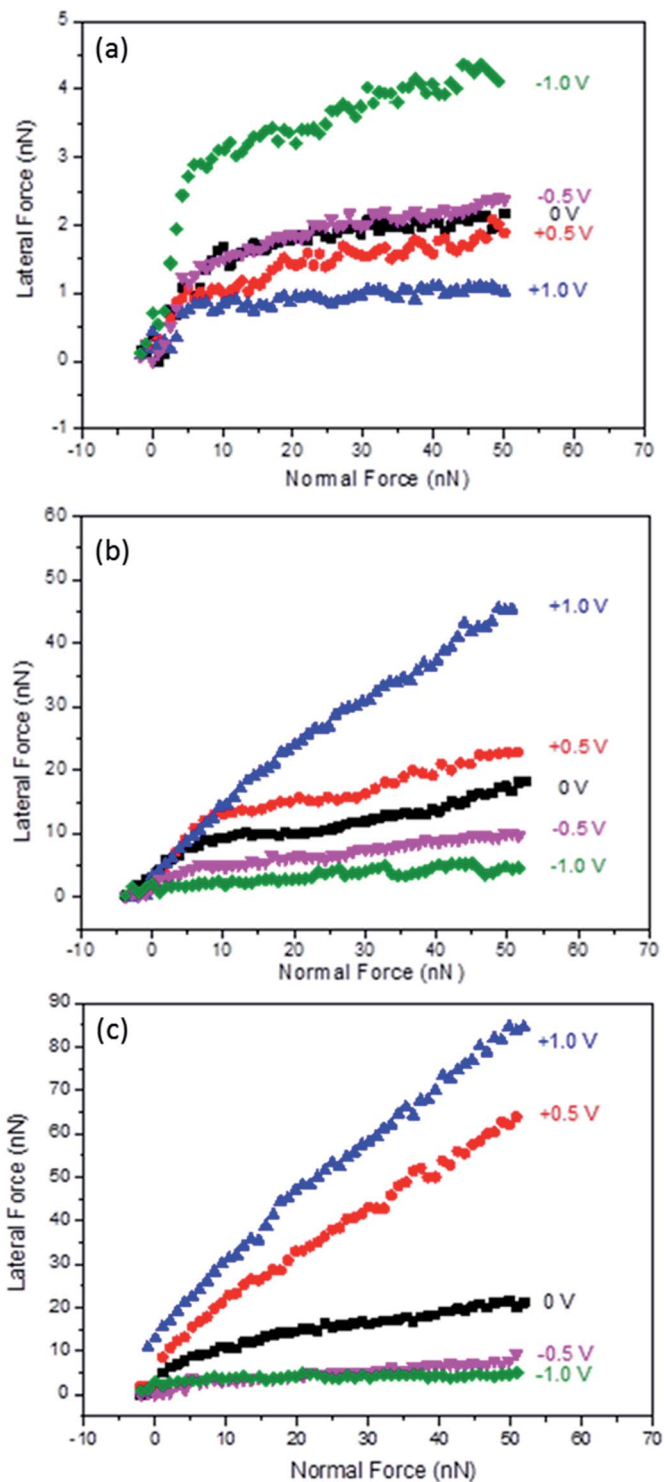 (a)
5
4
3
2
1
0
-1
Lateral Force (nN)
-1.0 V
-0.5 V
0 V
+0.5 V
+1.0 V
-10 0 10 20 30 40 50 60 70
Normal Force (nN)
(b)
60
50
40
30
20
10
0
Lateral Force (nN)
+1.0 V
+0.5 V
0 V
-0.5 V
-1.0 V
-10 0 10 20 30 40 50 60 70
Normal Force (nN)
(c)
90
80
70
60
50
40
30
20
10
0
Lateral Force (nN)
+1.0 V
+0.5 V
0 V
-0.5 V
-1.0 V
-10 0 10 20 30 40 50 60 70
Normal Force (nN)